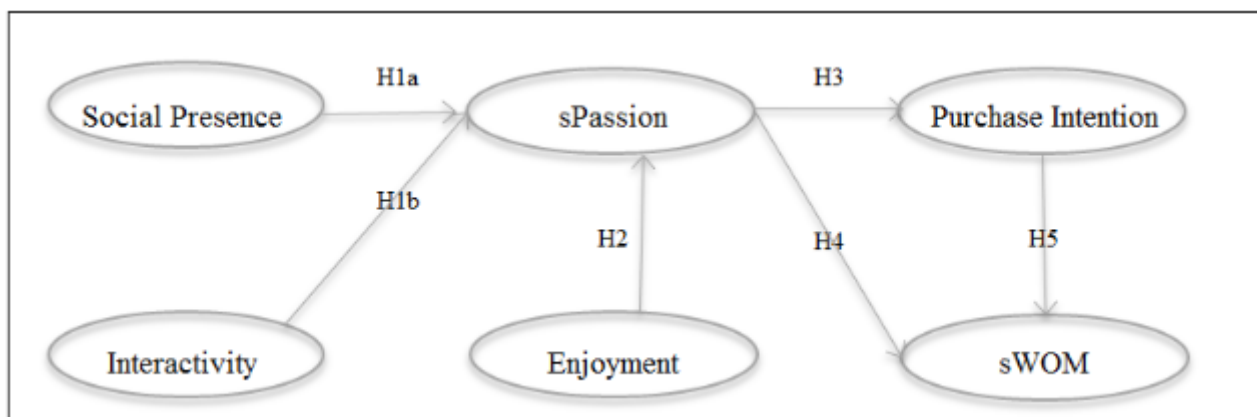 H1a
H3
Social Presence
sPassion
Purchase Intention
H1b
H2
H4
H5
Interactivity
Enjoyment
sWOM